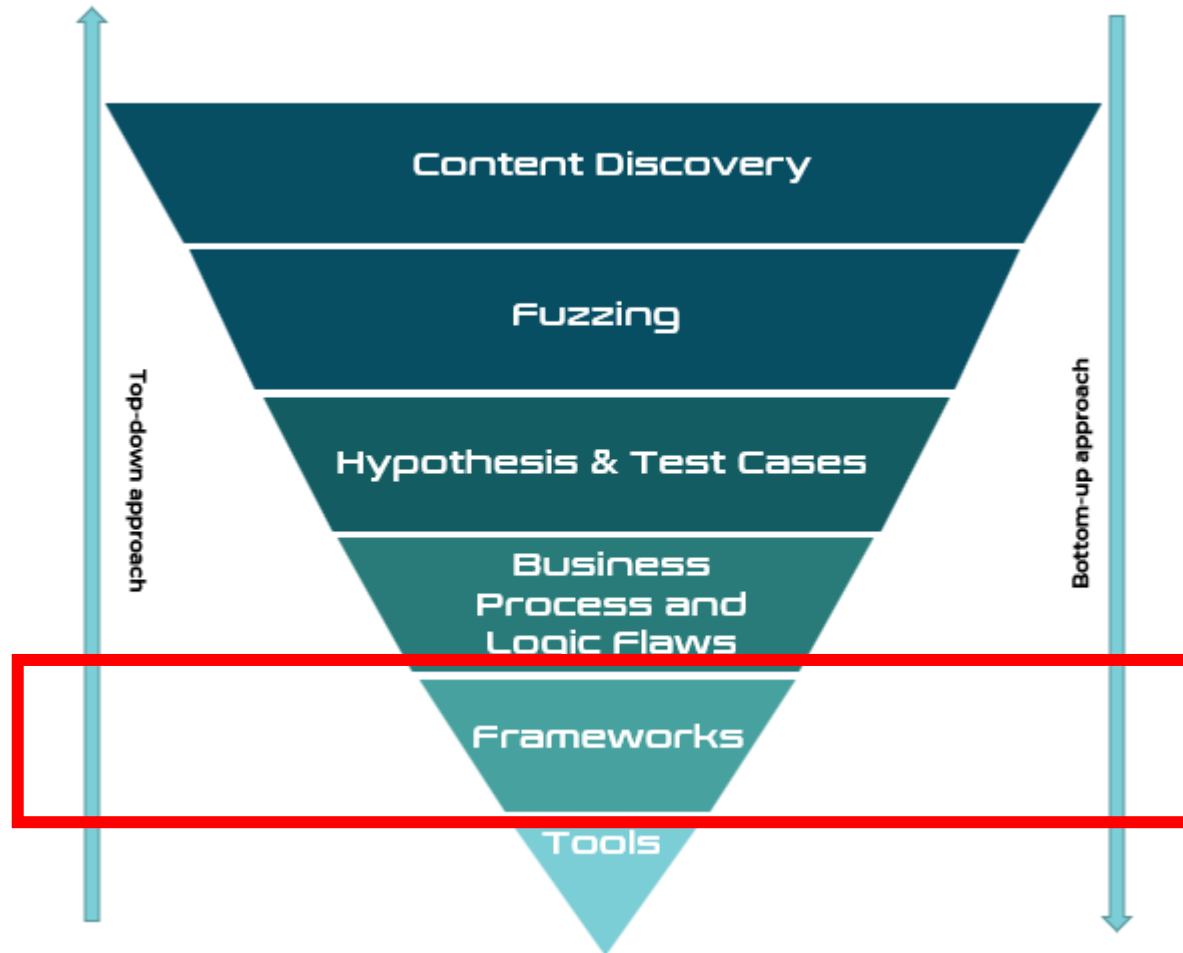 Content Discovery
Fuzzing
Hypothesis & Test Cases
Business
Process and
Logic Flaws
Frameworks
Tools
Top-down approach
Bottom-up approach